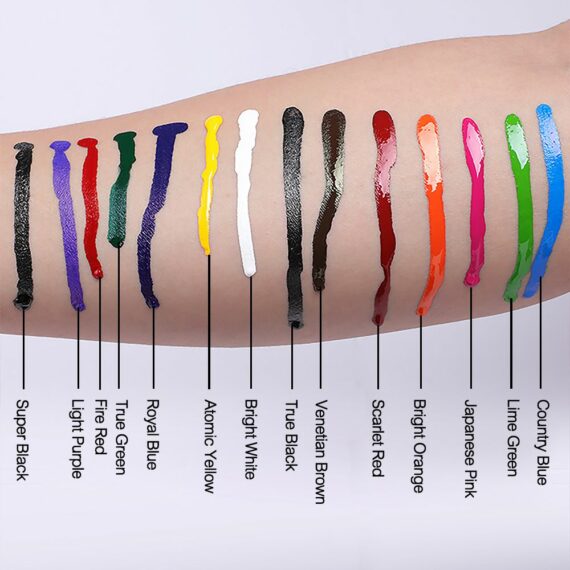 Super Black
Light Purple
Fire Red
True Green
Royal Blue
Atomic Yellow
Bright White
True Black
Venetian Brown
Scarlet Red
Bright Orange
Japanese Pink
Lime Green
Country Blue